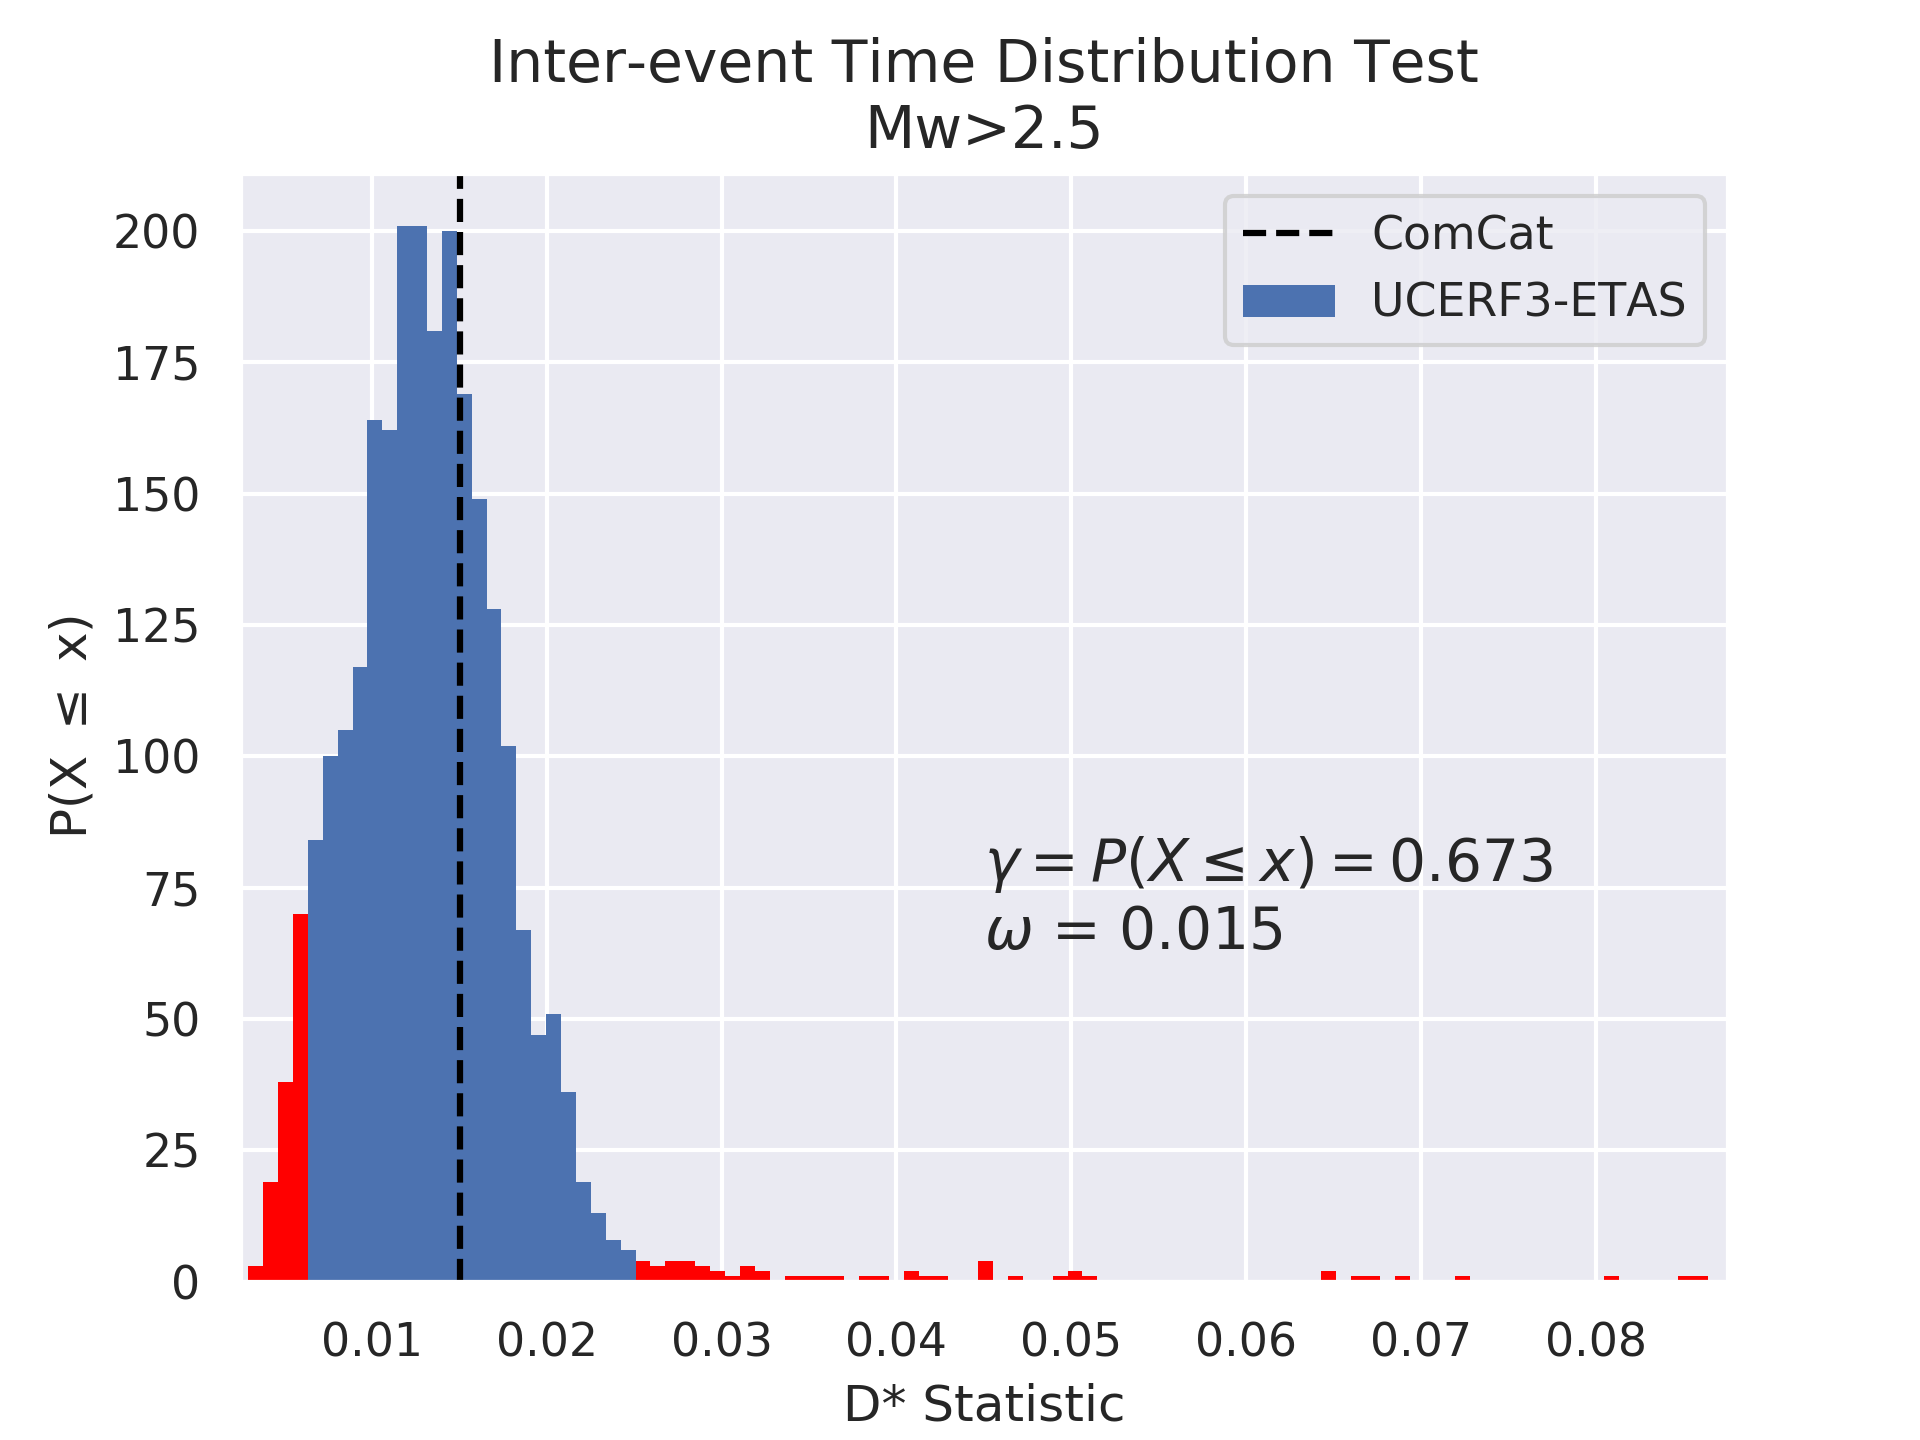 Inter-event Time Distribution Test
Mw>2.5
ComCat
UCERF3-ETAS
200
175
150
125
100
75
50
25
0
P(X ≤ x)
γ = P(X ≤ x) = 0.673
ω = 0.015
0.01 0.02 0.03 0.04 0.05 0.06 0.07 0.08
D* Statistic